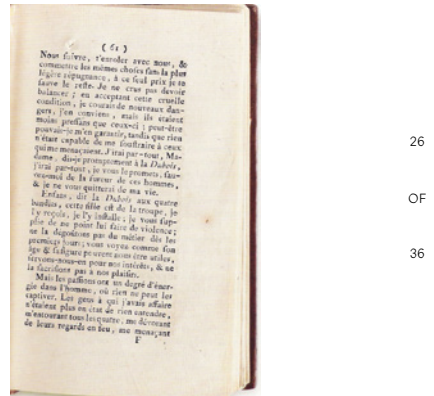 ( 61 )
Nous suivre, t'enroler avec nous, &
commettre les mêmes choses sans la plus
légère répugnance, à ce seul prix je te
sauve le reste. Je ne crus pas devoir
balancer ; en acceptant cette cruelle
condition, je courais de nouveaux dan-
gers, j'en conviens, mais ils étaient
moins pressans que ceux-ci ; peut-être
pouvais-je m'en garantir, tandis que rien
n'était capable de me soustraire à ceux
qui me menaçaient. J'irai par-tout, Ma-
dame, dis-je promptement à la Dubois,
j'irai par-tout, je vous le promets, sau-
vez-moi de la fureur de ces hommes,
& je ne vous quitterai de ma vie.
Enfans, dit la Dubois aux quatre
bandits, cette fille est de la troupe, je
l'y reçois, je l'y installe ; je vous sup-
plie de ne point lui faire de violence ;
ne la dégoûtons pas du métier dès les
premiers jours ; vous voyez comme son
âge & sa figure peuvent nous être utiles,
servons-nous-en pour nos intérêts, & ne
la sacrifions pas à nos plaisirs.
Mais les passions ont un degré d'éner-
gie dans l'homme, où rien ne peut les
captiver. Les gens à qui j'avais affaire
n'étaient plus en état de rien entendre,
m'entourant tous les quatre, me dévorant
de leurs regards en feu, me menaçant
F
26
OF
36